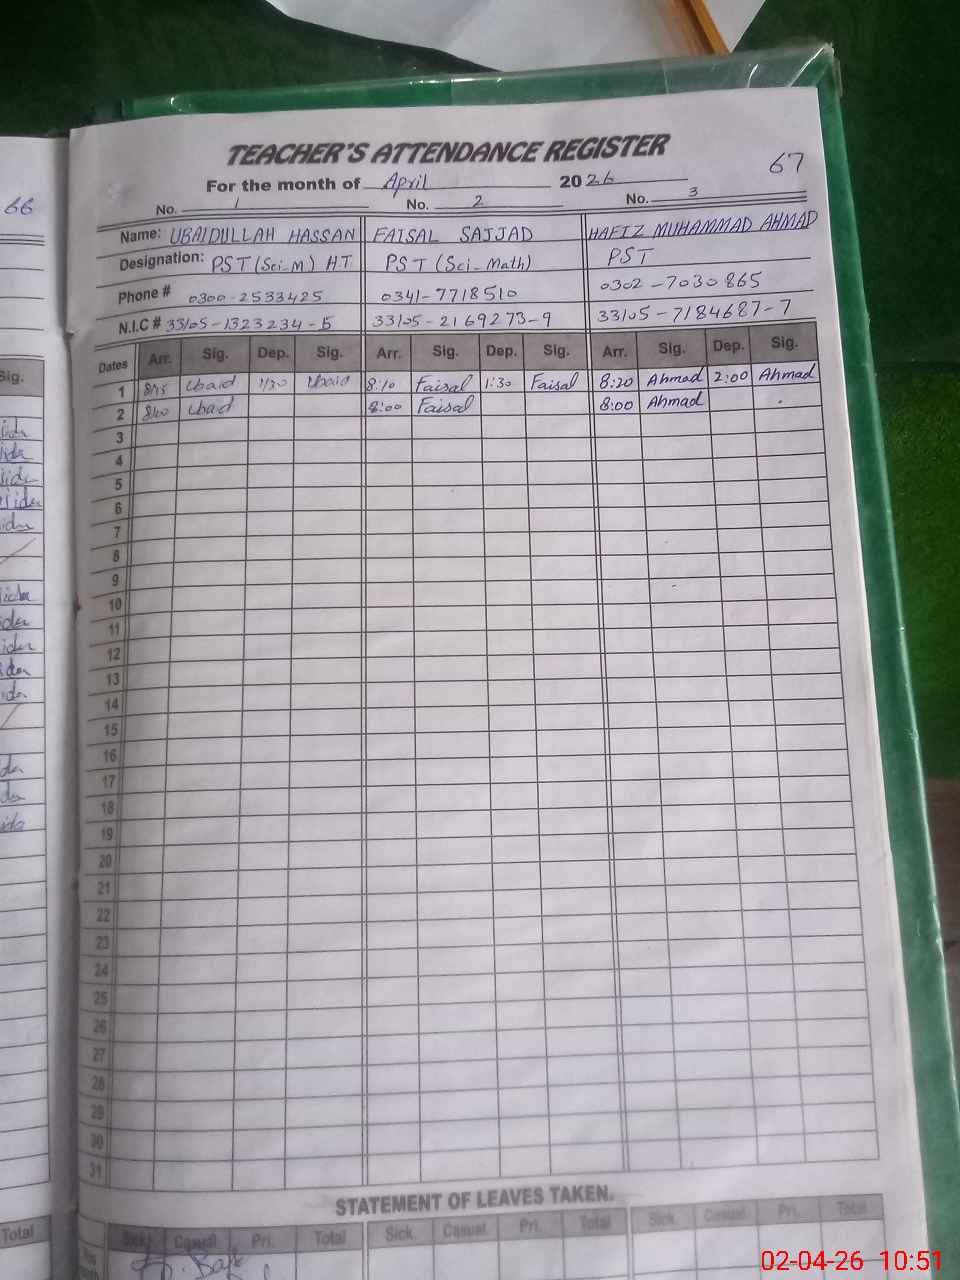 TEACHER'S ATTENDANCE REGISTER
67
For the month of April 2026
66
No. 1 No. 2 No. 3
Name: UBAIDULLAH HASSAN FAISAL SAJJAD HAFIZ MUHAMMAD AHMAD
Designation: PST (Sci-M) H.T PST (Sci-Math) PST
Phone # 0300-2533425 0341-7718510 0302-7030865
N.I.C # 33105-1323234-5 33105-2169273-9 33105-7184687-7
Dates Arr. Sig. Dep. Sig. Arr. Sig. Dep. Sig. Arr. Sig. Dep. Sig.
Sig.
1 8/15 Ubaid 1/30 Ubaid 8:10 Faisal 1:30 Faisal 8:20 Ahmad 2:00 Ahmad
2 8/00 Ubad 8:00 Faisal 8:00 Ahmad
3
4
5
6
7
8
9
10
11
12
13
14
15
16
17
18
19
20
21
22
23
24
25
26
27
28
29
30
31
STATEMENT OF LEAVES TAKEN.
Total
Sick. Casual. Pri. Total Sick. Casual. Pri. Total Sick. Casual. Pri. Total
02-04-26 10:51